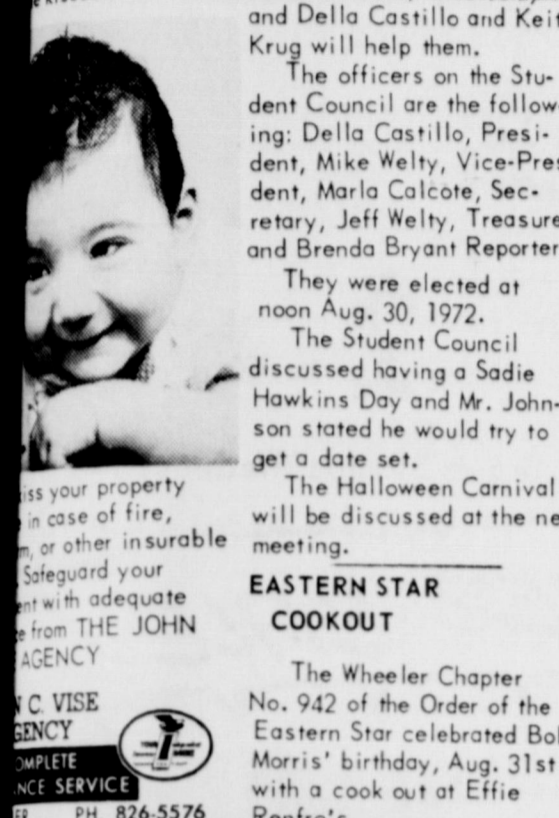 and Della Castillo and Keit
Krug will help them.
The officers on the Stu-
dent Council are the follow-
ing: Della Castillo, Presi-
dent, Mike Welty, Vice-Pres
dent, Marla Calcote, Sec-
retary, Jeff Welty, Treasure
and Brenda Bryant Reporter
They were elected at
noon Aug. 30, 1972.
The Student Council
discussed having a Sadie
Hawkins Day and Mr. John-
son stated he would try to
get a date set.
The Halloween Carnival
will be discussed at the ne
meeting.
EASTERN STAR
COOKOUT
The Wheeler Chapter
No. 942 of the Order of the
Eastern Star celebrated Bo
Morris' birthday, Aug. 31st
with a cook out at Effie
Renfro's
iss your property
in case of fire,
m, or other insurable
Safeguard your
ent with adequate
e from THE JOHN
AGENCY
N C. VISE
GENCY
OMPLETE
NCE SERVICE
ER PH 826-5576